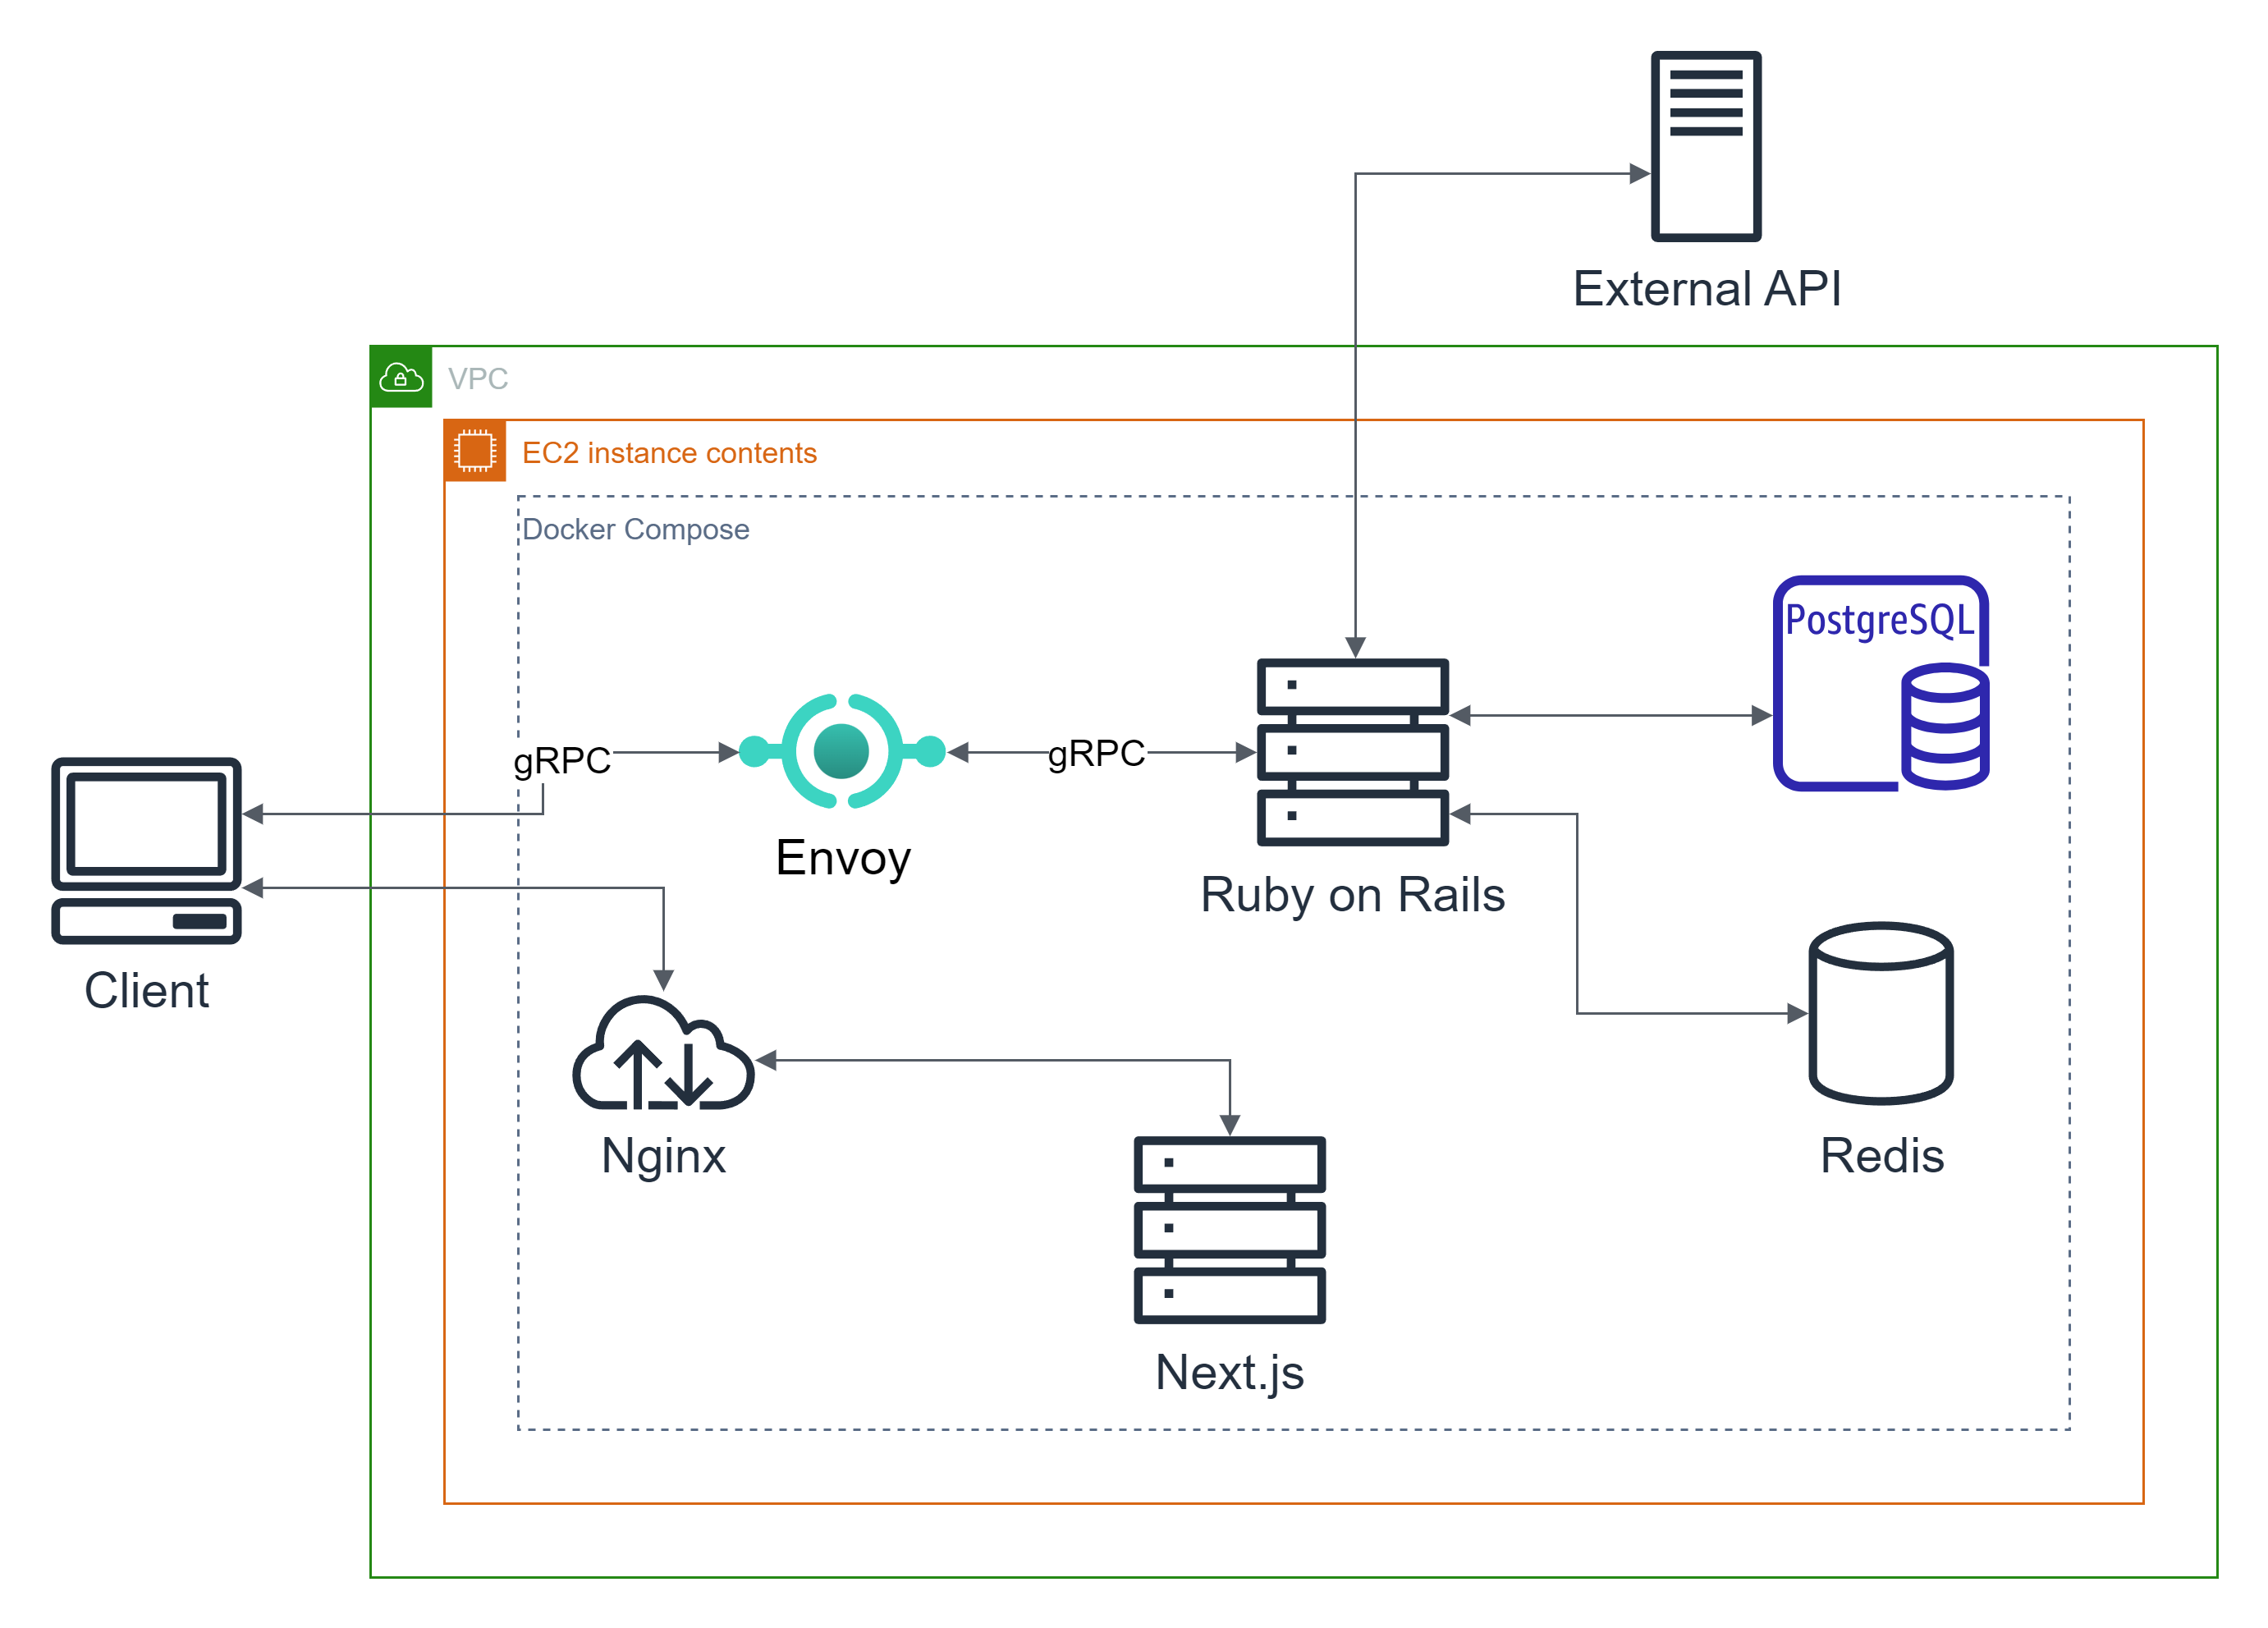 External API
VPC
EC2 instance contents
Docker Compose
PostgreSQL
gRPC
gRPC
Envoy
Ruby on Rails
Client
Nginx
Redis
Next.js